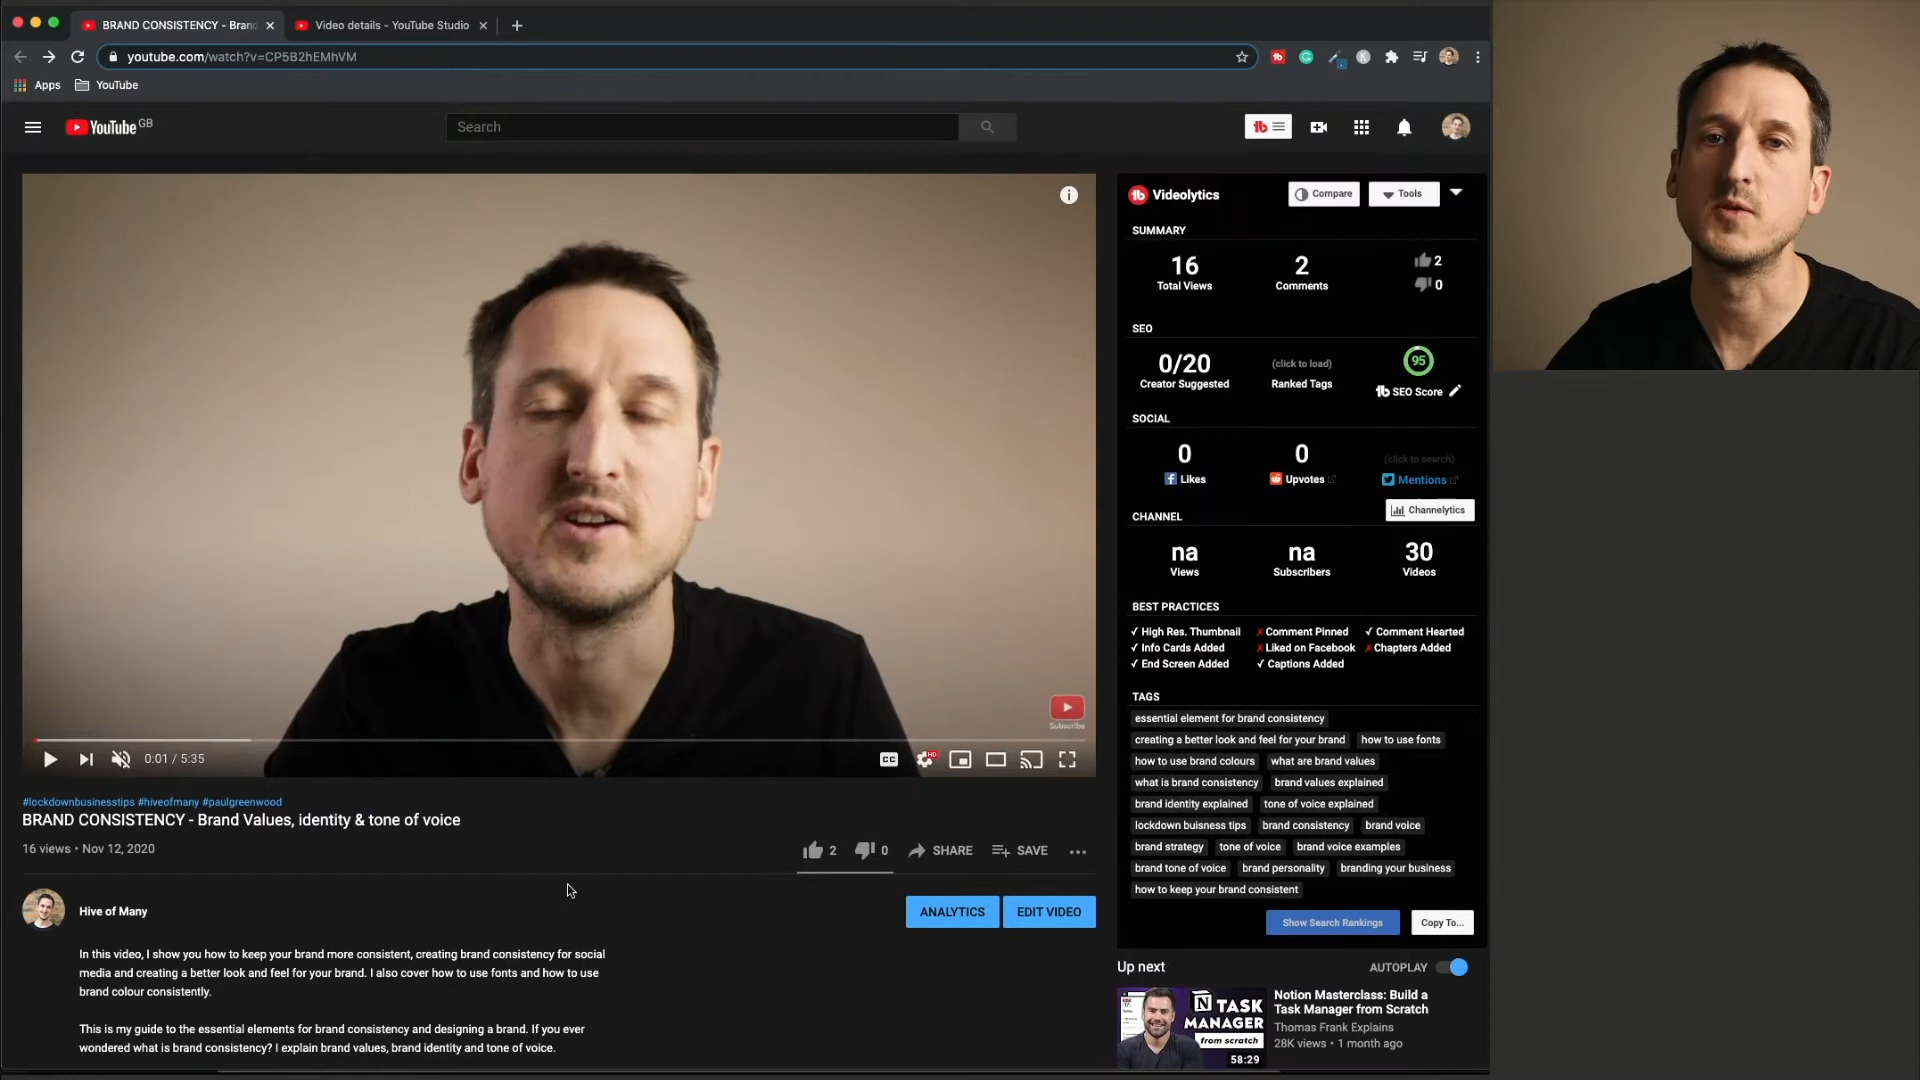 BRAND CONSISTENCY - Brand
Video details - YouTube Studio
youtube.com/watch?v=CP5B2hEMhVM
Apps
YouTube
YouTube GB
Search
Videolytics
Compare
Tools
SUMMARY
16
2
2
Total Views
Comments
0
SEO
0/20
(click to load)
95
Creator Suggested
Ranked Tags
SEO Score
SOCIAL
0
0
(click to search)
Likes
Upvotes
Mentions
Channelytics
CHANNEL
na
na
30
Views
Subscribers
Videos
BEST PRACTICES
✓ High Res. Thumbnail ✗ Comment Pinned ✓ Comment Hearted
✓ Info Cards Added ✗ Liked on Facebook ✗ Chapters Added
✓ End Screen Added ✓ Captions Added
TAGS
essential element for brand consistency
creating a better look and feel for your brand how to use fonts
how to use brand colours what are brand values
what is brand consistency brand values explained
brand identity explained tone of voice explained
lockdown buisness tips brand consistency brand voice
brand strategy tone of voice brand voice examples
brand tone of voice brand personality branding your business
how to keep your brand consistent
Show Search Rankings
Copy To...
Subscribe
0:01 / 5:35
CC
HD
#lockdownbusinesstips #hiveofmany #paulgreenwood
BRAND CONSISTENCY - Brand Values, identity & tone of voice
16 views • Nov 12, 2020
2
0
SHARE
SAVE
Hive of Many
ANALYTICS
EDIT VIDEO
In this video, I show you how to keep your brand more consistent, creating brand consistency for social
media and creating a better look and feel for your brand. I also cover how to use fonts and how to use
brand colour consistently.
This is my guide to the essential elements for brand consistency and designing a brand. If you ever
wondered what is brand consistency? I explain brand values, brand identity and tone of voice.
Up next
AUTOPLAY
TASK
MANAGER
from scratch
58:29
Notion Masterclass: Build a
Task Manager from Scratch
Thomas Frank Explains
28K views • 1 month ago